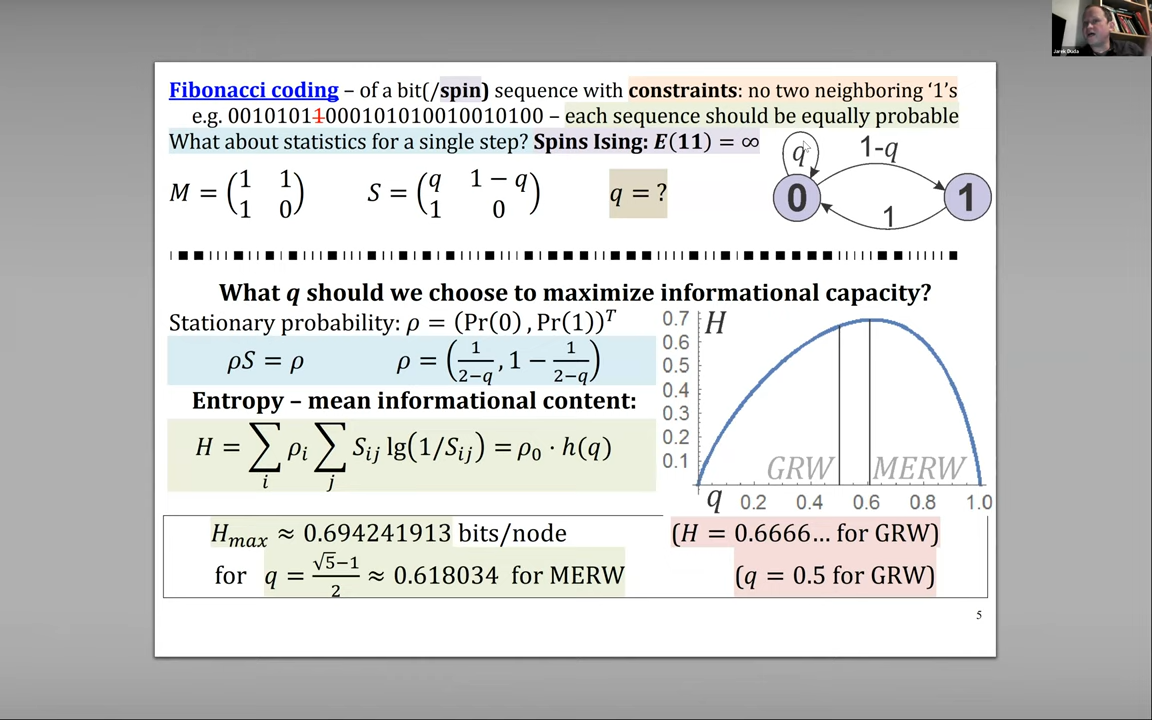 Jarek Duda
Fibonacci coding – of a bit(/spin) sequence with constraints: no two neighboring ‘1’s
e.g. 00101011000101010010010100 – each sequence should be equally probable
What about statistics for a single step? Spins Ising: E(11) = ∞
M = (1 1; 1 0) S = (q 1 − q; 1 0) q = ?
q 1-q
0 1
1
What q should we choose to maximize informational capacity?
Stationary probability: ρ = (Pr(0) , Pr(1))^T
ρS = ρ ρ = (1/(2−q), 1 − 1/(2−q))
Entropy – mean informational content:
H = ∑_i ρ_i ∑_j S_ij lg(1/S_ij) = ρ_0 · h(q)
0.7 H
0.6
0.5
0.4
0.3
0.2
0.1 GRW MERW
q 0.2 0.4 0.6 0.8 1.0
H_max ≈ 0.694241913 bits/node (H = 0.6666… for GRW)
for q = (√5−1)/2 ≈ 0.618034 for MERW (q = 0.5 for GRW)
5